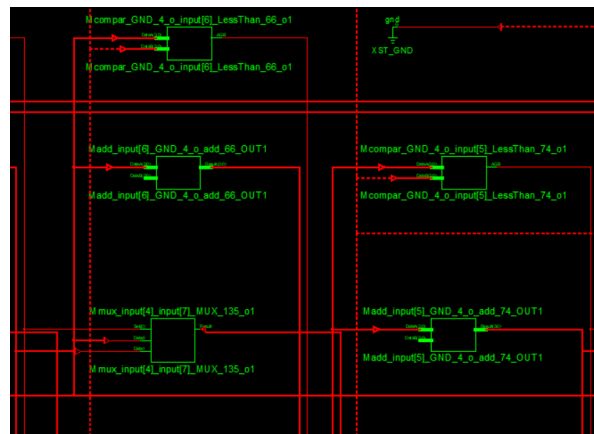 Mcompar_GND_4_o_input[6]_LessThan_66_o1
gnd
XST_GND
Mcompar_GND_4_o_input[6]_LessThan_66_o1
Madd_input[6]_GND_4_o_add_66_OUT1
Mcompar_GND_4_o_input[5]_LessThan_74_o1
Madd_input[6]_GND_4_o_add_66_OUT1
Mcompar_GND_4_o_input[5]_LessThan_74_o1
Mmux_input[4]_input[7]_MUX_135_o1
Madd_input[5]_GND_4_o_add_74_OUT1
Result
Madd_input[5]_GND_4_o_add_74_OUT1
Mmux_input[4]_input[7]_MUX_135_o1